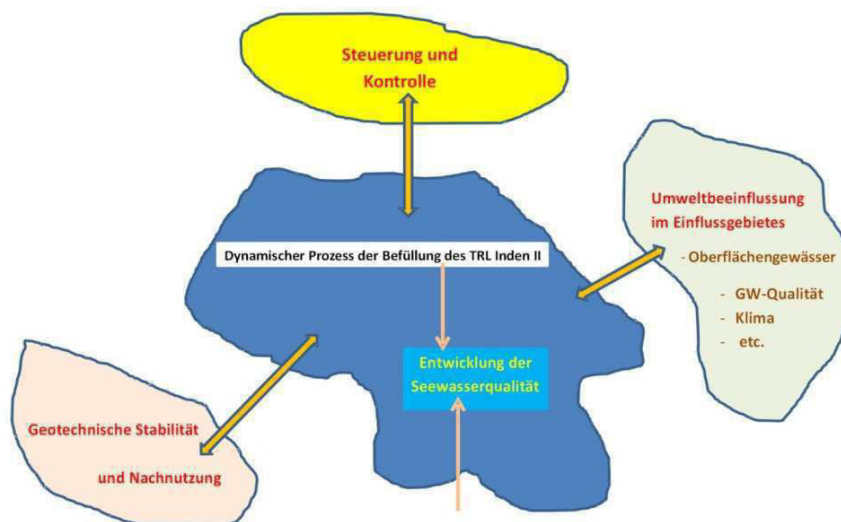 Steuerung und
Kontrolle
Umweltbeeinflussung
im Einflussgebietes
- Oberflächengewässer
- GW-Qualität
- Klima
- etc.
Dynamischer Prozess der Befüllung des TRL Inden II
Entwicklung der
Seewasserqualität
Geotechnische Stabilität
und Nachnutzung